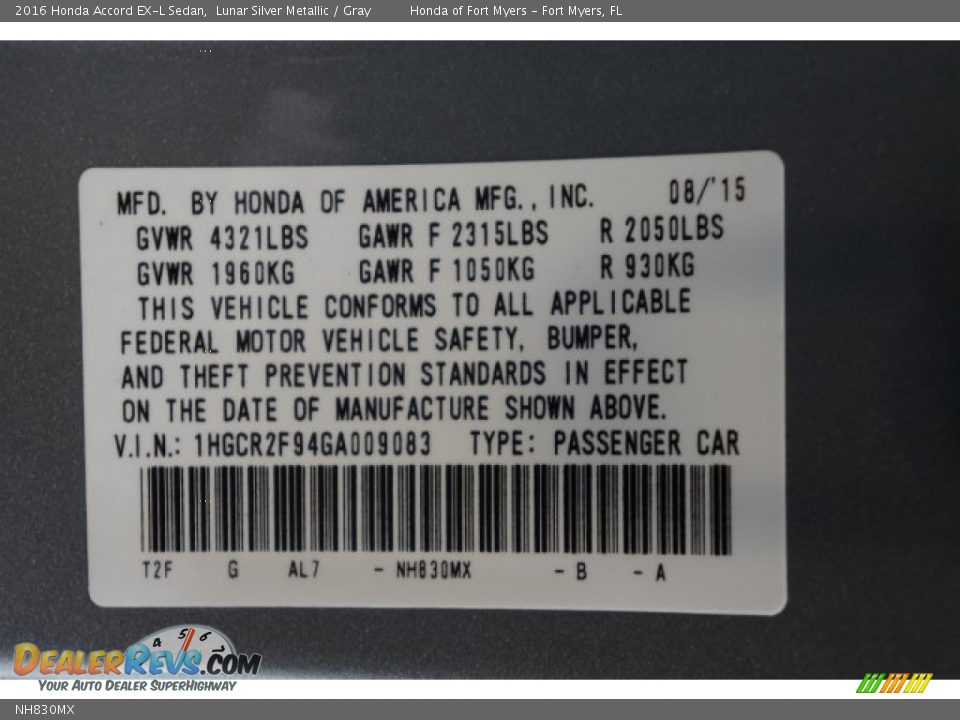 2016 Honda Accord EX-L Sedan, Lunar Silver Metallic / Gray Honda of Fort Myers - Fort Myers, FL
MFD. BY HONDA OF AMERICA MFG., INC. 08/'15
GVWR 4321LBS GAWR F 2315LBS R 2050LBS
GVWR 1960KG GAWR F 1050KG R 930KG
THIS VEHICLE CONFORMS TO ALL APPLICABLE
FEDERAL MOTOR VEHICLE SAFETY, BUMPER,
AND THEFT PREVENTION STANDARDS IN EFFECT
ON THE DATE OF MANUFACTURE SHOWN ABOVE.
V.I.N.: 1HGCR2F94GA009083 TYPE: PASSENGER CAR
T2F G AL7 - NH830MX - B - A
4 5 6
DealerRevs.com
Your Auto Dealer SuperHighway
NH830MX